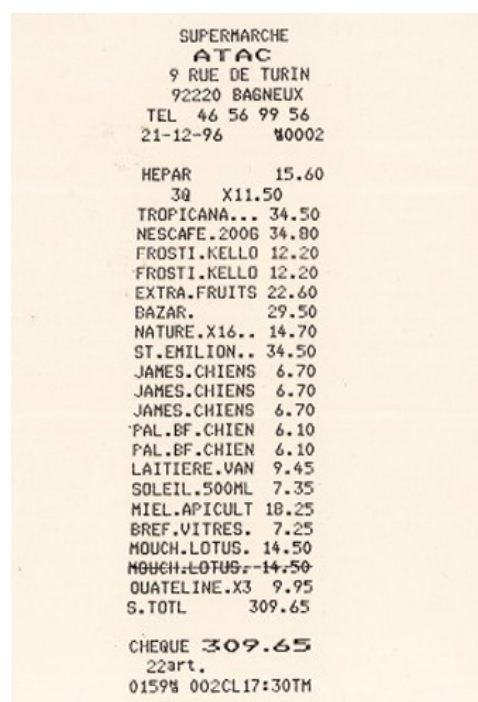 SUPERMARCHE
ATAC
9 RUE DE TURIN
92220 BAGNEUX
TEL 46 56 99 56
21-12-96 №0002
HEPAR 15.60
3Q X11.50
TROPICANA... 34.50
NESCAFE.200G 34.80
FROSTI.KELLO 12.20
FROSTI.KELLO 12.20
EXTRA.FRUITS 22.60
BAZAR. 29.50
NATURE.X16.. 14.70
ST.EMILION.. 34.50
JAMES.CHIENS 6.70
JAMES.CHIENS 6.70
JAMES.CHIENS 6.70
PAL.BF.CHIEN 6.10
PAL.BF.CHIEN 6.10
LAITIERE.VAN 9.45
SOLEIL.500ML 7.35
MIEL.APICULT 18.25
BREF.VITRES. 7.25
MOUCH.LOTUS. 14.50
MOUCH.LOTUS.-14.50
OUATELINE.X3 9.95
S.TOTL 309.65
CHEQUE 309.65
22art.
0159№ 002CL17:30TM